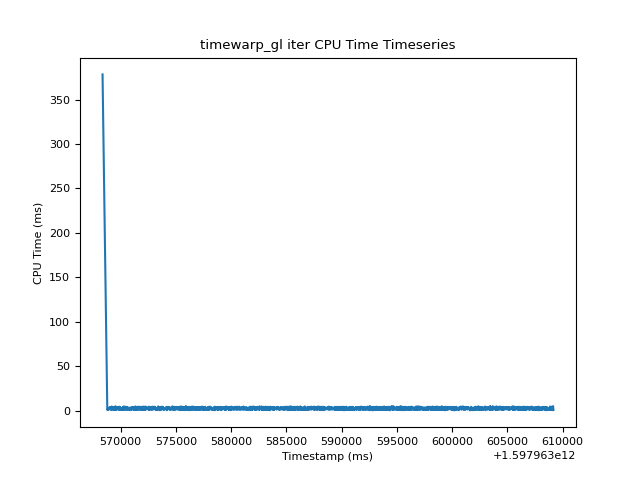 timewarp_gl iter CPU Time Timeseries
CPU Time (ms)
350
300
250
200
150
100
50
0
570000 575000 580000 585000 590000 595000 600000 605000 610000
Timestamp (ms)
+1.597963e12